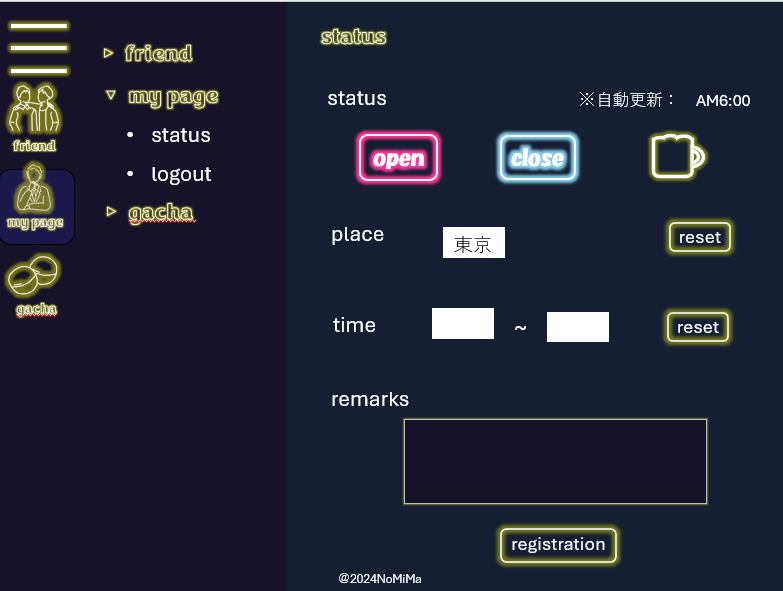 friend
my page
gacha
friend
my page
status
logout
gacha
status
status
※自動更新： AM6:00
open
close
place
東京
reset
time
~
reset
remarks
registration
@2024NoMiMa